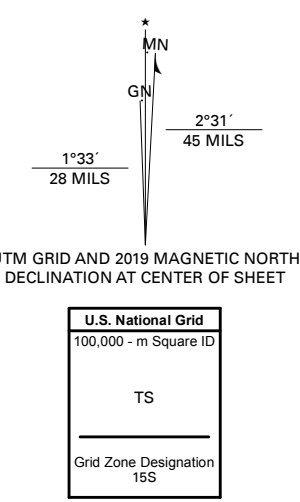 ★
MN
GN
2°31´
45 MILS
1°33´
28 MILS
UTM GRID AND 2019 MAGNETIC NORTH
DECLINATION AT CENTER OF SHEET
U.S. National Grid
100,000 - m Square ID
TS
Grid Zone Designation
15S